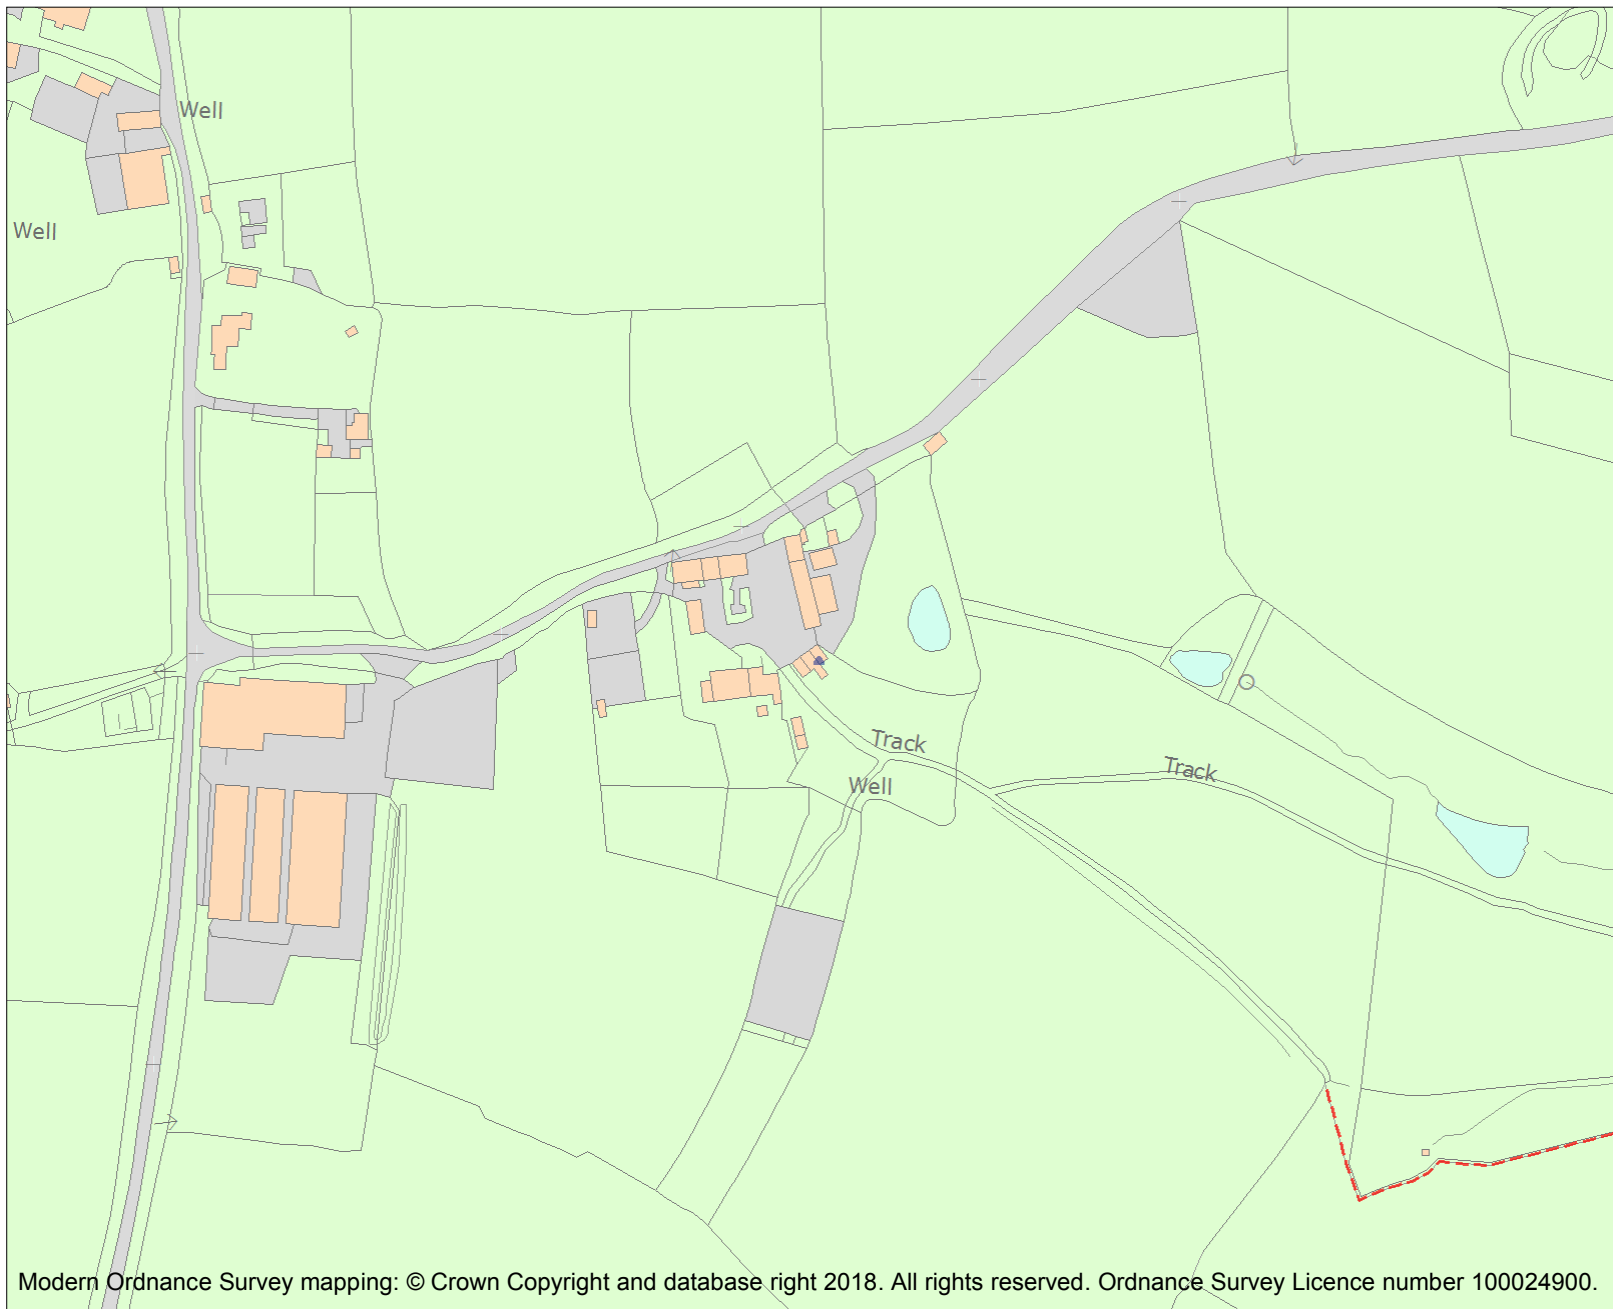 Well
Well
Track
Track
Well
Modern Ordnance Survey mapping: © Crown Copyright and database right 2018. All rights reserved. Ordnance Survey Licence number 100024900.